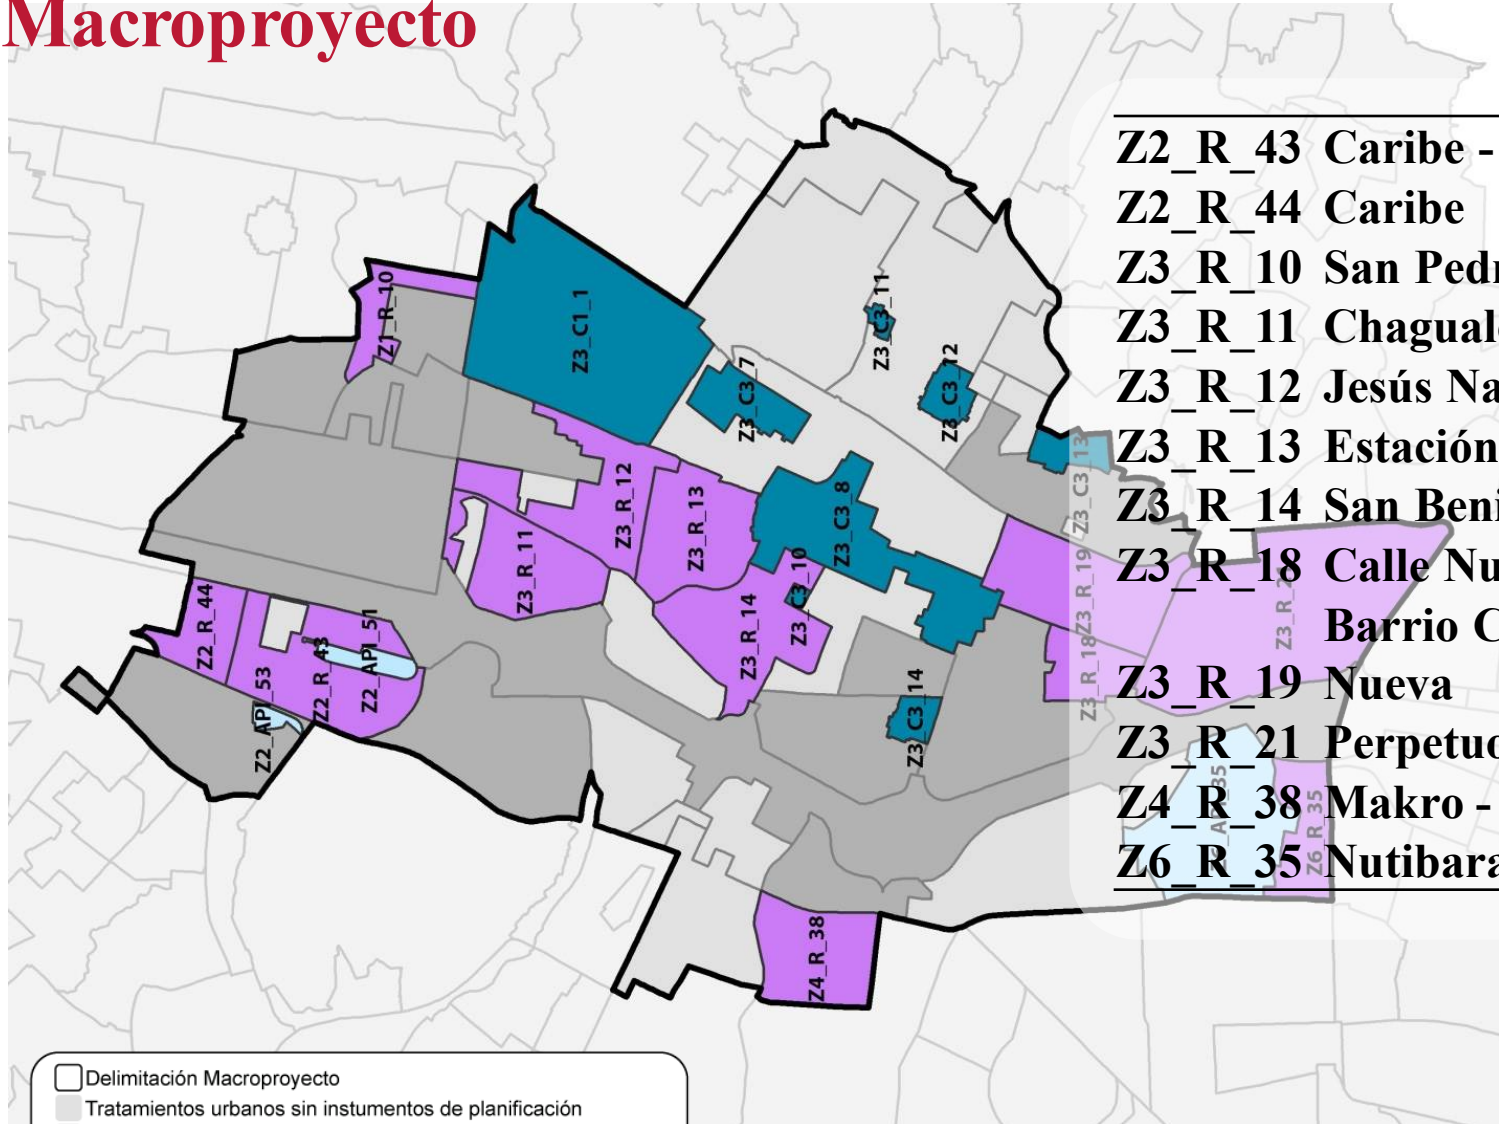 Macroproyecto
Z2_R_43 Caribe -
Z2_R_44 Caribe
Z3_R_10 San Pedr
Z3_R_11 Chagual
Z3_R_12 Jesús Na
Z3_R_13 Estación
Z3_R_14 San Beni
Z3_R_18 Calle Nu
Barrio C
Z3_R_19 Nueva
Z3_R_21 Perpetuo
Z4_R_38 Makro -
Z6_R_35 Nutibara
Z1_R_10
Z3_C1_1
Z3_C3_7
Z3_C3_11
Z3_C3_12
Z3_C3_13
Z3_R_12
Z3_R_13
Z3_R_11
Z3_C3_8
Z3_C3_10
Z3_R_14
Z3_R_19
Z3_R_18
Z3_R_2
Z2_R_44
Z2_R_43
Z2_API_51
Z2_API_53
Z3_C3_14
Z6_R_35
Z4_R_38
Delimitación Macroproyecto
Tratamientos urbanos sin instumentos de planificación